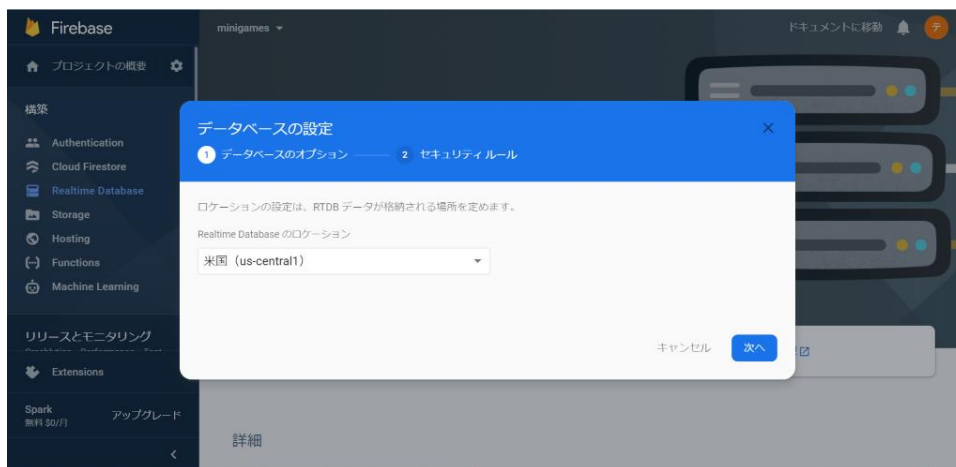 Firebase
minigames
ドキュメントに移動
テ
プロジェクトの概要
構築
Authentication
Cloud Firestore
Realtime Database
Storage
Hosting
Functions
Machine Learning
リリースとモニタリング
Extensions
Spark
無料 $0/月
アップグレード
データベースの設定
1 データベースのオプション
2 セキュリティ ルール
ロケーションの設定は、RTDB データが格納される場所を定めます。
Realtime Database のロケーション
米国（us-central1）
キャンセル
次へ
詳細